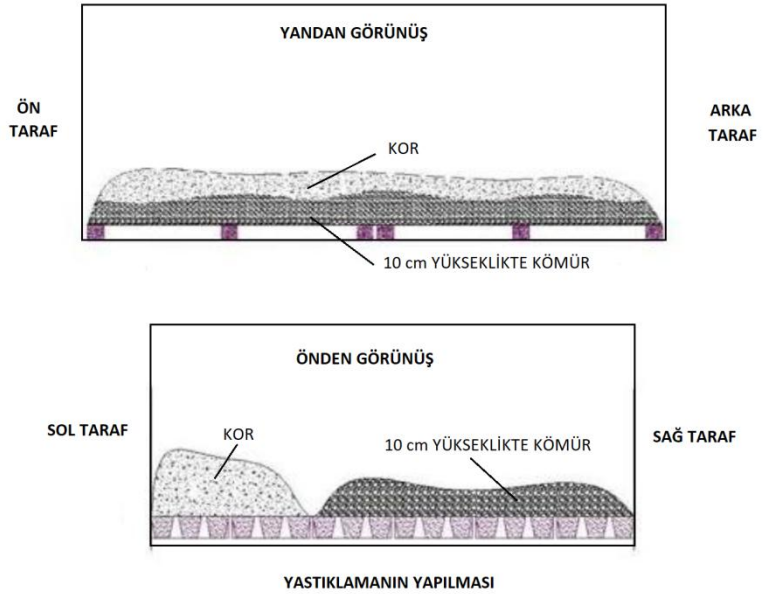 YANDAN GÖRÜNÜŞ
ÖN
TARAF
ARKA
TARAF
KOR
10 cm YÜKSEKLİKTE KÖMÜR
ÖNDEN GÖRÜNÜŞ
SOL TARAF
KOR
10 cm YÜKSEKLİKTE KÖMÜR
SAĞ TARAF
YASTIKLAMANIN YAPILMASI